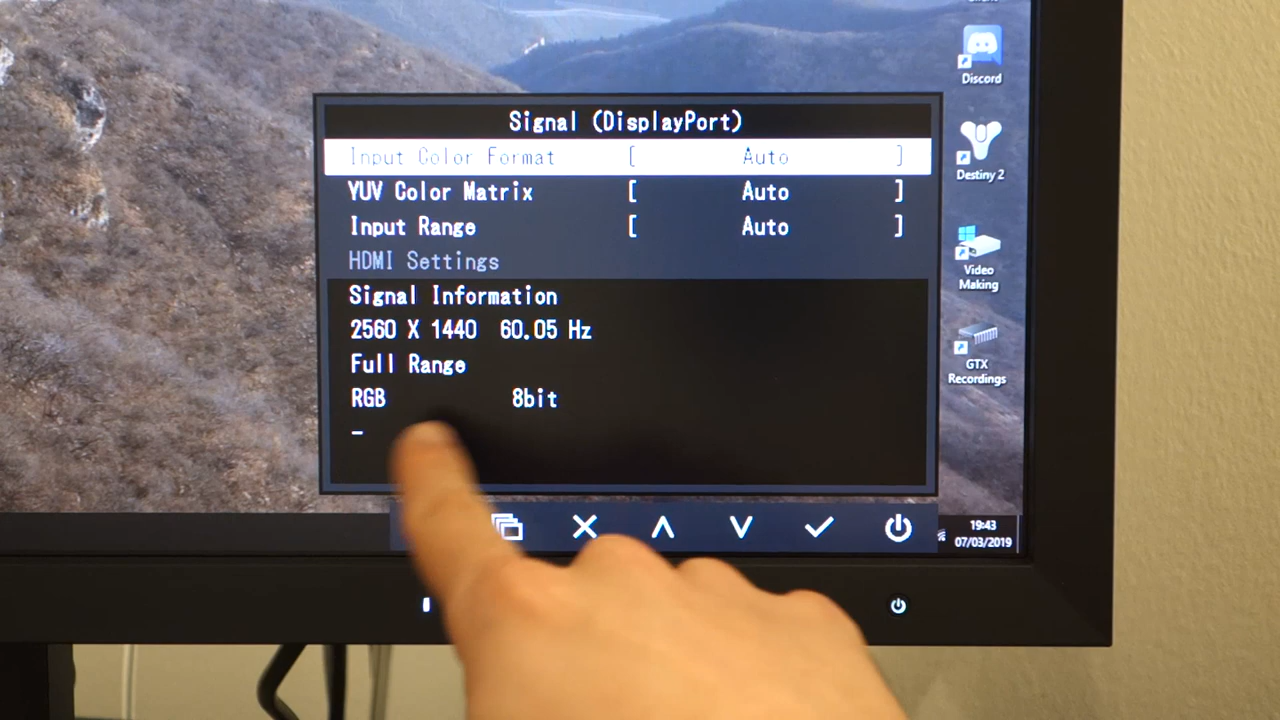 Discord
Destiny 2
Video
Making
GTX
Recordings
Signal (DisplayPort)
Input Color Format [ Auto ]
YUV Color Matrix [ Auto ]
Input Range [ Auto ]
HDMI Settings
Signal Information
2560 X 1440 60.05 Hz
Full Range
RGB 8bit
-
19:43
07/03/2019